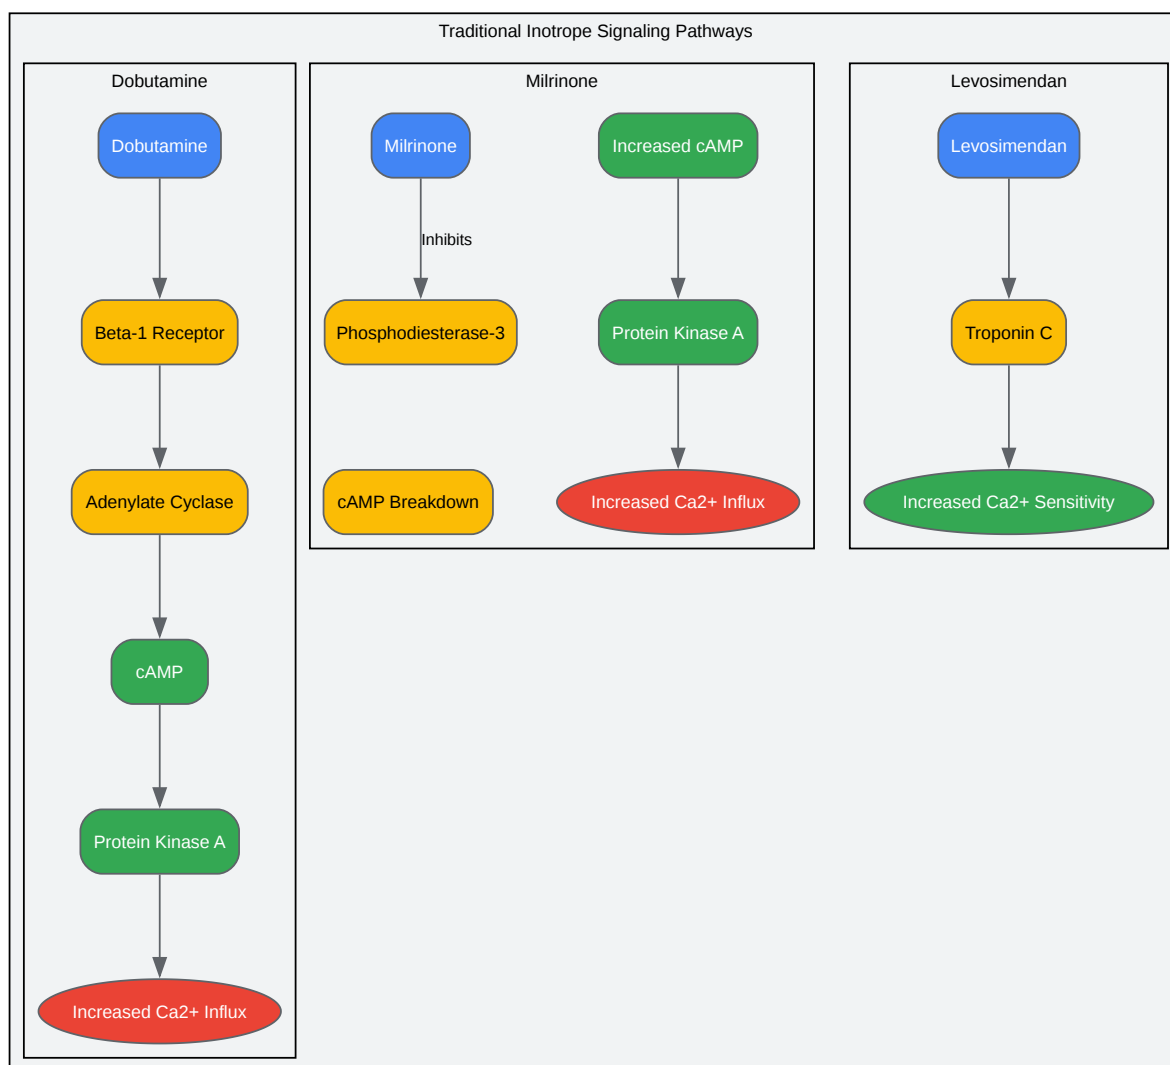 Traditional Inotrope Signaling Pathways
Dobutamine
Dobutamine
Beta-1 Receptor
Adenylate Cyclase
cAMP
Protein Kinase A
Increased Ca2+ Influx
Milrinone
Milrinone
Inhibits
Phosphodiesterase-3
cAMP Breakdown
Increased cAMP
Protein Kinase A
Increased Ca2+ Influx
Levosimendan
Levosimendan
Troponin C
Increased Ca2+ Sensitivity